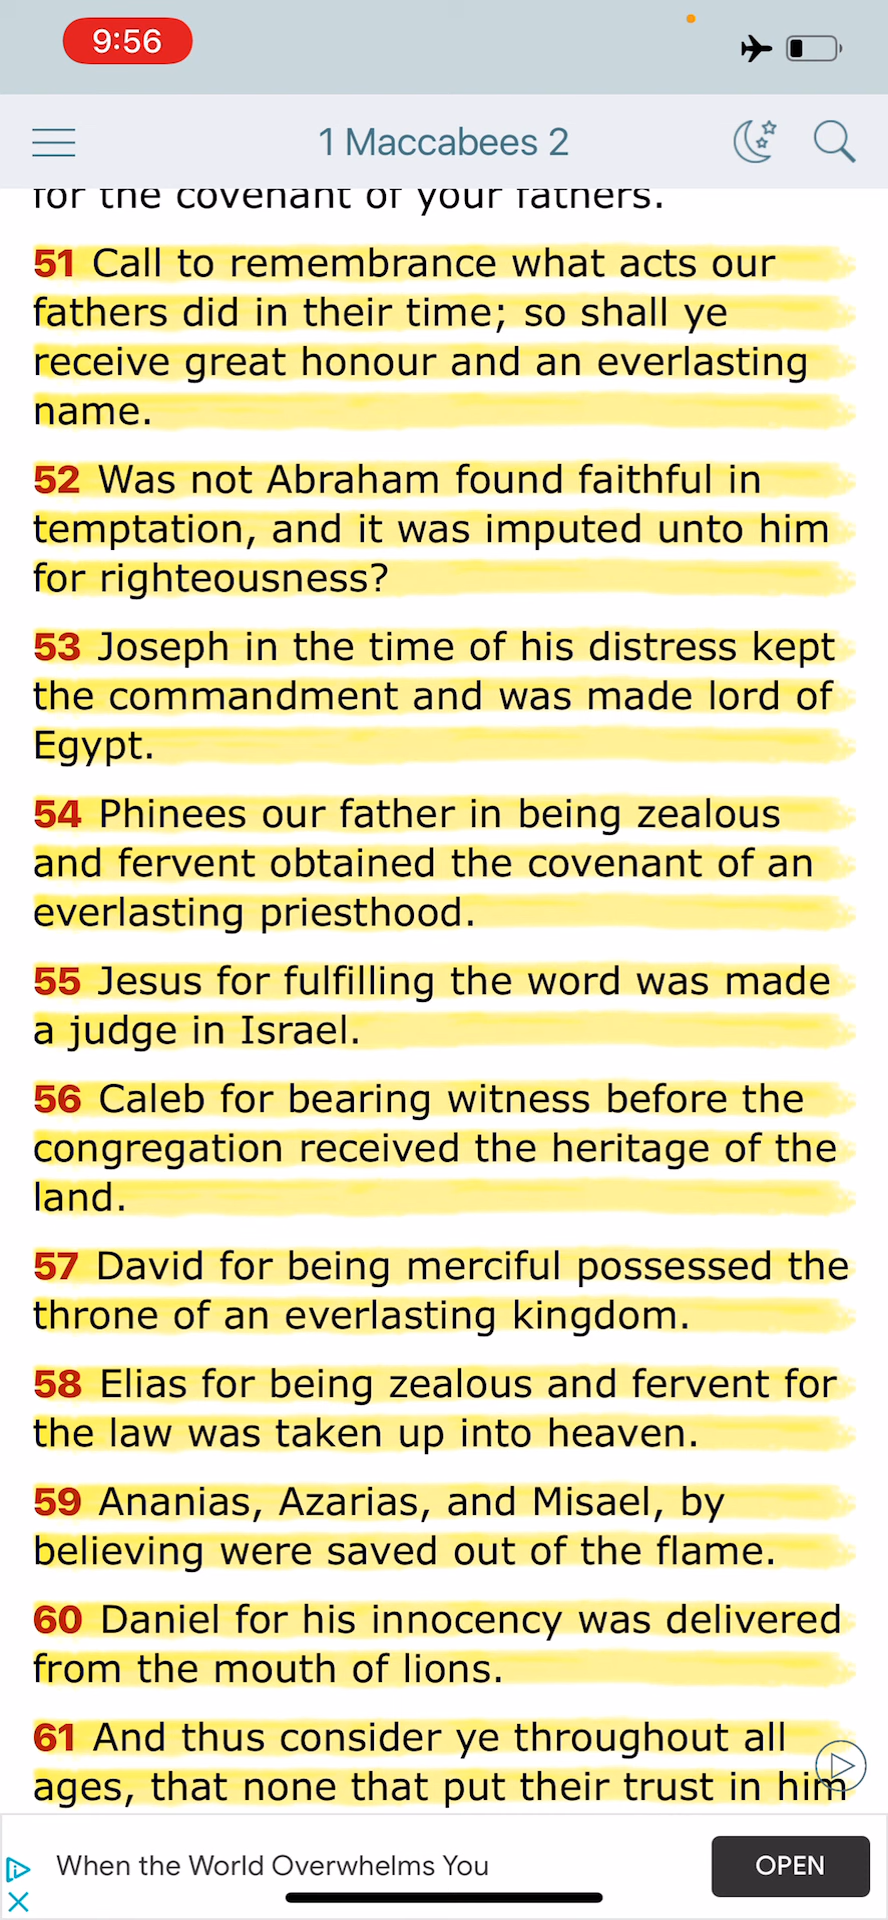 9:56
1 Maccabees 2
for the covenant of your fathers.
51 Call to remembrance what acts our
fathers did in their time; so shall ye
receive great honour and an everlasting
name.
52 Was not Abraham found faithful in
temptation, and it was imputed unto him
for righteousness?
53 Joseph in the time of his distress kept
the commandment and was made lord of
Egypt.
54 Phinees our father in being zealous
and fervent obtained the covenant of an
everlasting priesthood.
55 Jesus for fulfilling the word was made
a judge in Israel.
56 Caleb for bearing witness before the
congregation received the heritage of the
land.
57 David for being merciful possessed the
throne of an everlasting kingdom.
58 Elias for being zealous and fervent for
the law was taken up into heaven.
59 Ananias, Azarias, and Misael, by
believing were saved out of the flame.
60 Daniel for his innocency was delivered
from the mouth of lions.
61 And thus consider ye throughout all
ages, that none that put their trust in him
When the World Overwhelms You
OPEN